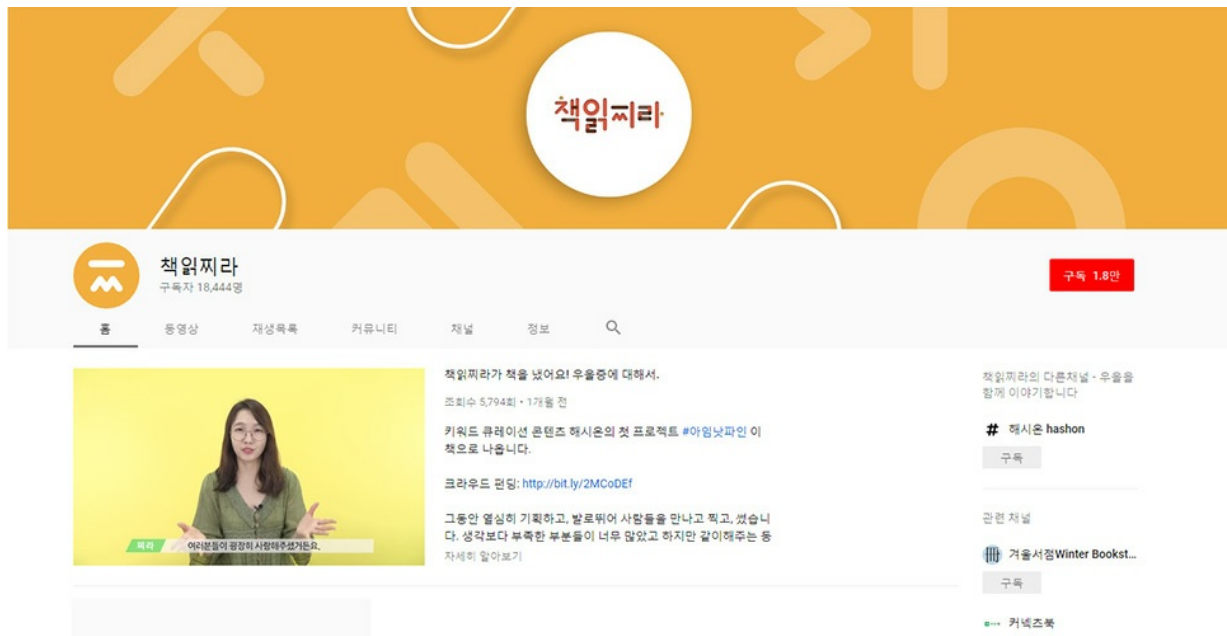 책읽찌라
책읽찌라
구독자 18,444명
구독 1.8만
홈
동영상
재생목록
커뮤니티
채널
정보
책읽찌라가 책을 냈어요! 우울증에 대해서.
조회수 5,794회 • 1개월 전
키워드 큐레이션 콘텐츠 해시온의 첫 프로젝트 #아임낫파인 이
책으로 나옵니다.
크라우드 펀딩: http://bit.ly/2MCoDEf
그동안 열심히 기획하고, 발로뛰어 사람들을 만나고 찍고, 썼습니
다. 생각보다 부족한 부분들이 너무 많았고 하지만 같이해주는 동
자세히 알아보기
찌라 여러분들이 굉장히 사랑해주셨거든요.
책읽찌라의 다른채널 - 우울을
함께 이야기합니다
# 해시온 hashon
구독
관련 채널
겨울서점Winter Bookst...
구독
커넥츠북